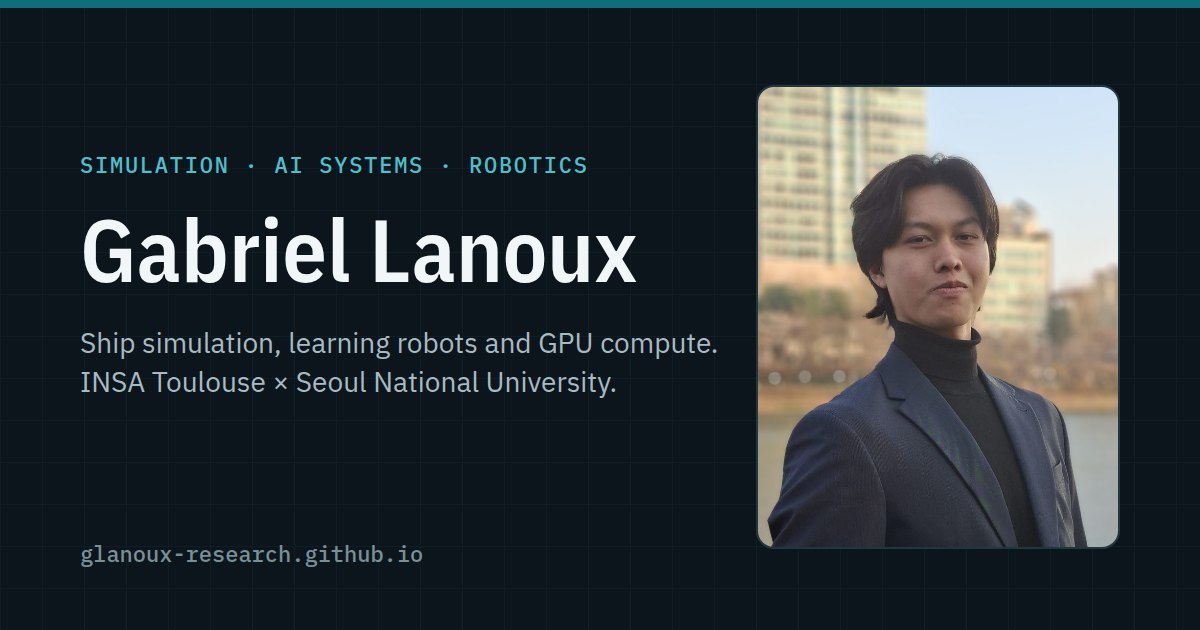 SIMULATION · AI SYSTEMS · ROBOTICS
Gabriel Lanoux
Ship simulation, learning robots and GPU compute.
INSA Toulouse × Seoul National University.
glanoux-research.github.io